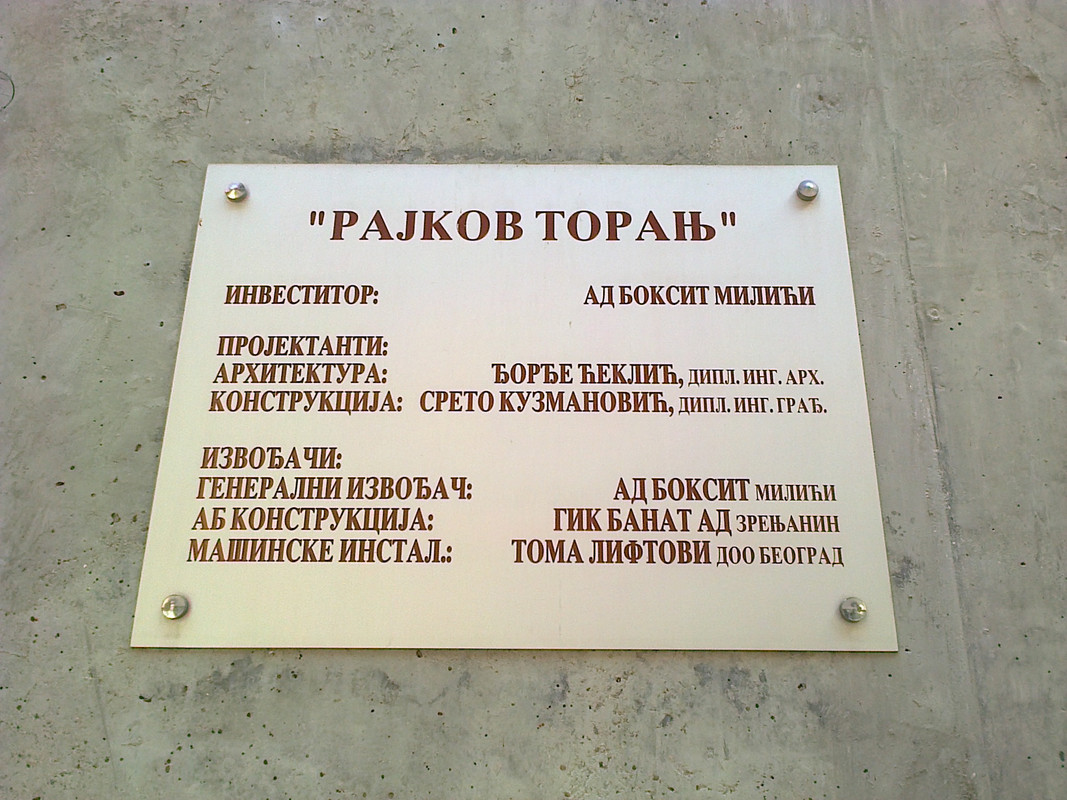 "РАЈКОВ ТОРАЊ"
ИНВЕСТИТОР: АД БОКСИТ МИЛИЋИ
ПРОЈЕКТАНТИ:
АРХИТЕКТУРА: ЂОРЂЕ ЋЕКЛИЋ, ДИПЛ. ИНГ. АРХ.
КОНСТРУКЦИЈА: СРЕТО КУЗМАНОВИЋ, ДИПЛ. ИНГ. ГРАЂ.
ИЗВОЂАЧИ:
ГЕНЕРАЛНИ ИЗВОЂАЧ: АД БОКСИТ МИЛИЋИ
АБ КОНСТРУКЦИЈА: ГИК БАНАТ АД ЗРЕЊАНИН
МАШИНСКЕ ИНСТАЛ.: ТОМА ЛИФТОВИ ДОО БЕОГРАД